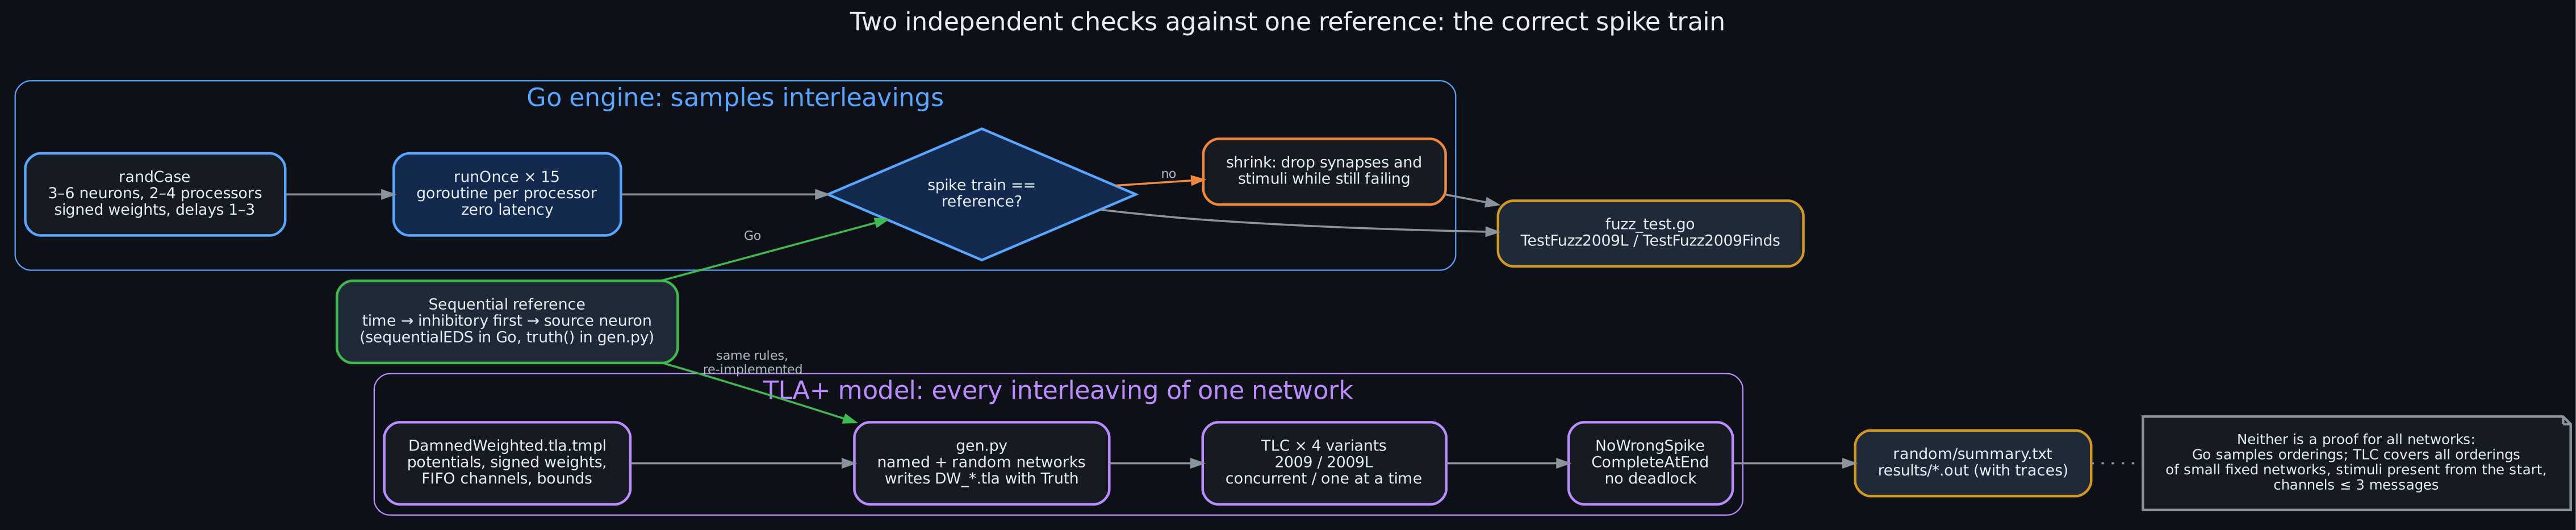 Two independent checks against one reference: the correct spike train
Go engine: samples interleavings
randCase
3–6 neurons, 2–4 processors
signed weights, delays 1–3
runOnce × 15
goroutine per processor
zero latency
spike train ==
reference?
no
shrink: drop synapses and
stimuli while still failing
fuzz_test.go
TestFuzz2009L / TestFuzz2009Finds
Go
Sequential reference
time → inhibitory first → source neuron
(sequentialEDS in Go, truth() in gen.py)
same rules,
re-implemented
TLA+ model: every interleaving of one network
DamnedWeighted.tla.tmpl
potentials, signed weights,
FIFO channels, bounds
gen.py
named + random networks
writes DW_*.tla with Truth
TLC × 4 variants
2009 / 2009L
concurrent / one at a time
NoWrongSpike
CompleteAtEnd
no deadlock
random/summary.txt
results/*.out (with traces)
Neither is a proof for all networks:
Go samples orderings; TLC covers all orderings
of small fixed networks, stimuli present from the start,
channels ≤ 3 messages